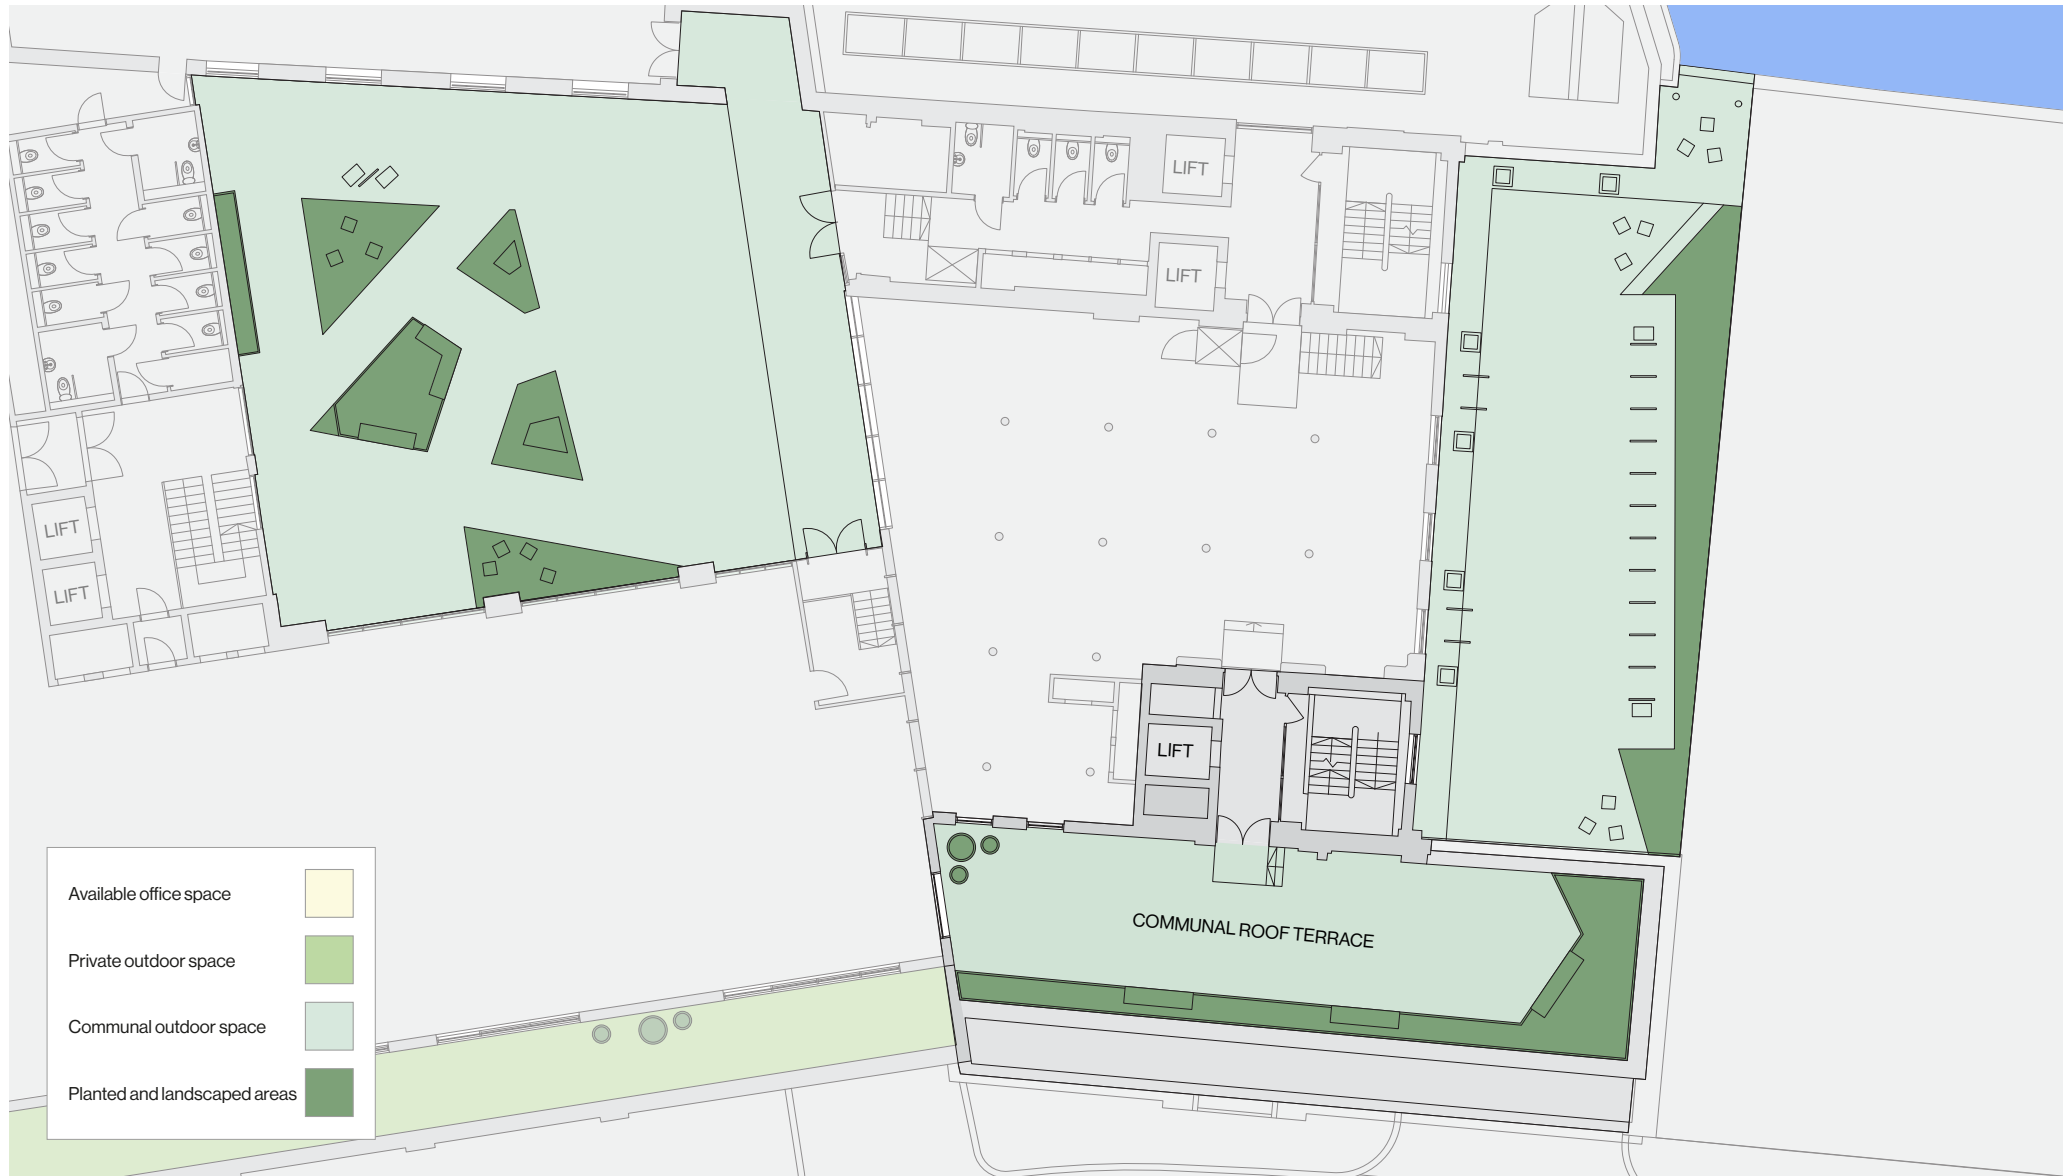 LIFT
LIFT
LIFT
LIFT
LIFT
COMMUNAL ROOF TERRACE
Available office space
Private outdoor space
Communal outdoor space
Planted and landscaped areas